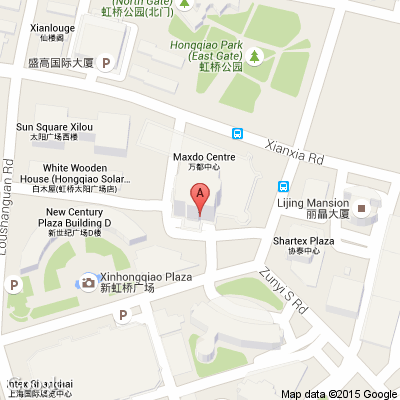 (North Gate)
虹桥公园(北门)
Xianlouge
仙楼阁
Hongqiao Park
(East Gate)
虹桥公园
盛高国际大厦
P
Sun Square Xilou
太阳广场西楼
Xianxia Rd
Maxdo Centre
万都中心
White Wooden
House (Hongqiao Solar...
白木屋(虹桥太阳广场店)
Loushanguan Rd
A
Lijing Mansion
丽晶大厦
New Century
Plaza Building D
新世纪广场D楼
Shartex Plaza
协泰中心
Xinhongqiao Plaza
新虹桥广场
Zunyi S Rd
P
P
Intex Shanghai
上海国际展览中心
Map data ©2015 Google